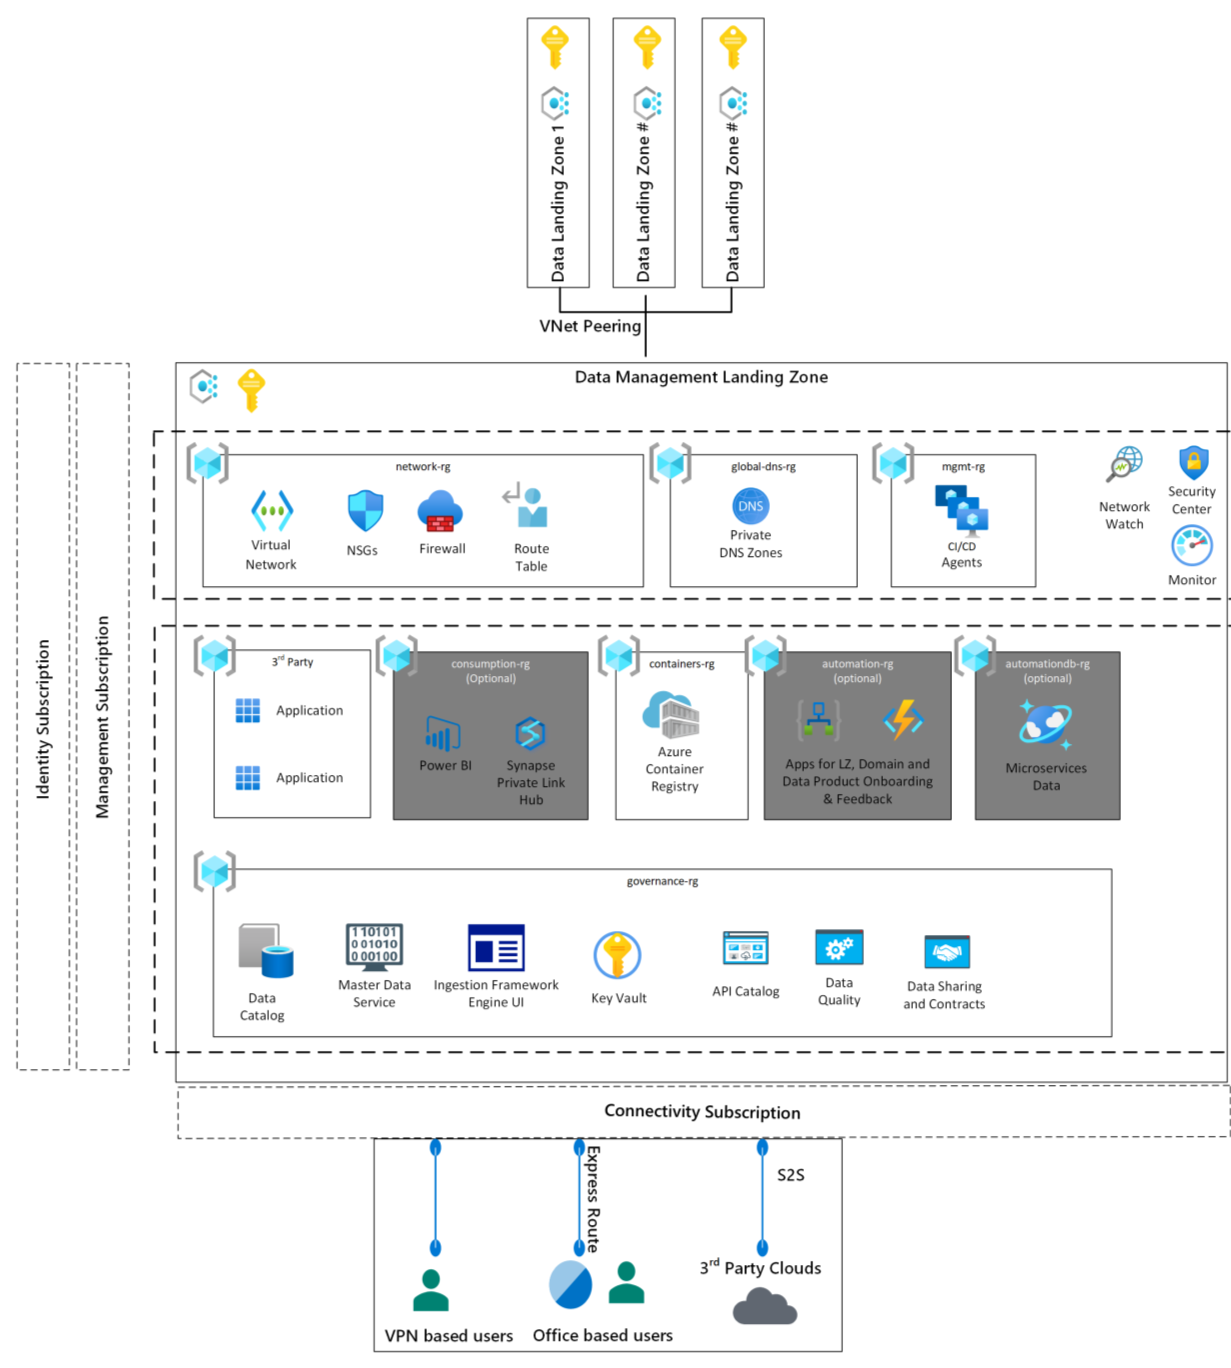 Data Landing Zone 1
Data Landing Zone #
Data Landing Zone #
VNet Peering
Identity Subscription
Management Subscription
Data Management Landing Zone
network-rg
Virtual
Network
NSGs
Firewall
Route
Table
global-dns-rg
DNS
Private
DNS Zones
mgmt-rg
CI/CD
Agents
Network
Watch
Security
Center
Monitor
3rd Party
Application
Application
consumption-rg
(Optional)
Power BI
Synapse
Private Link
Hub
containers-rg
Azure
Container
Registry
automation-rg
(optional)
Apps for LZ, Domain and
Data Product Onboarding
& Feedback
automationdb-rg
(optional)
Microservices
Data
governance-rg
Data
Catalog
1 10101
0 01010
0 00100
Master Data
Service
Ingestion Framework
Engine UI
Key Vault
API Catalog
Data
Quality
Data Sharing
and Contracts
Connectivity Subscription
Express Route
S2S
VPN based users
Office based users
3rd Party Clouds